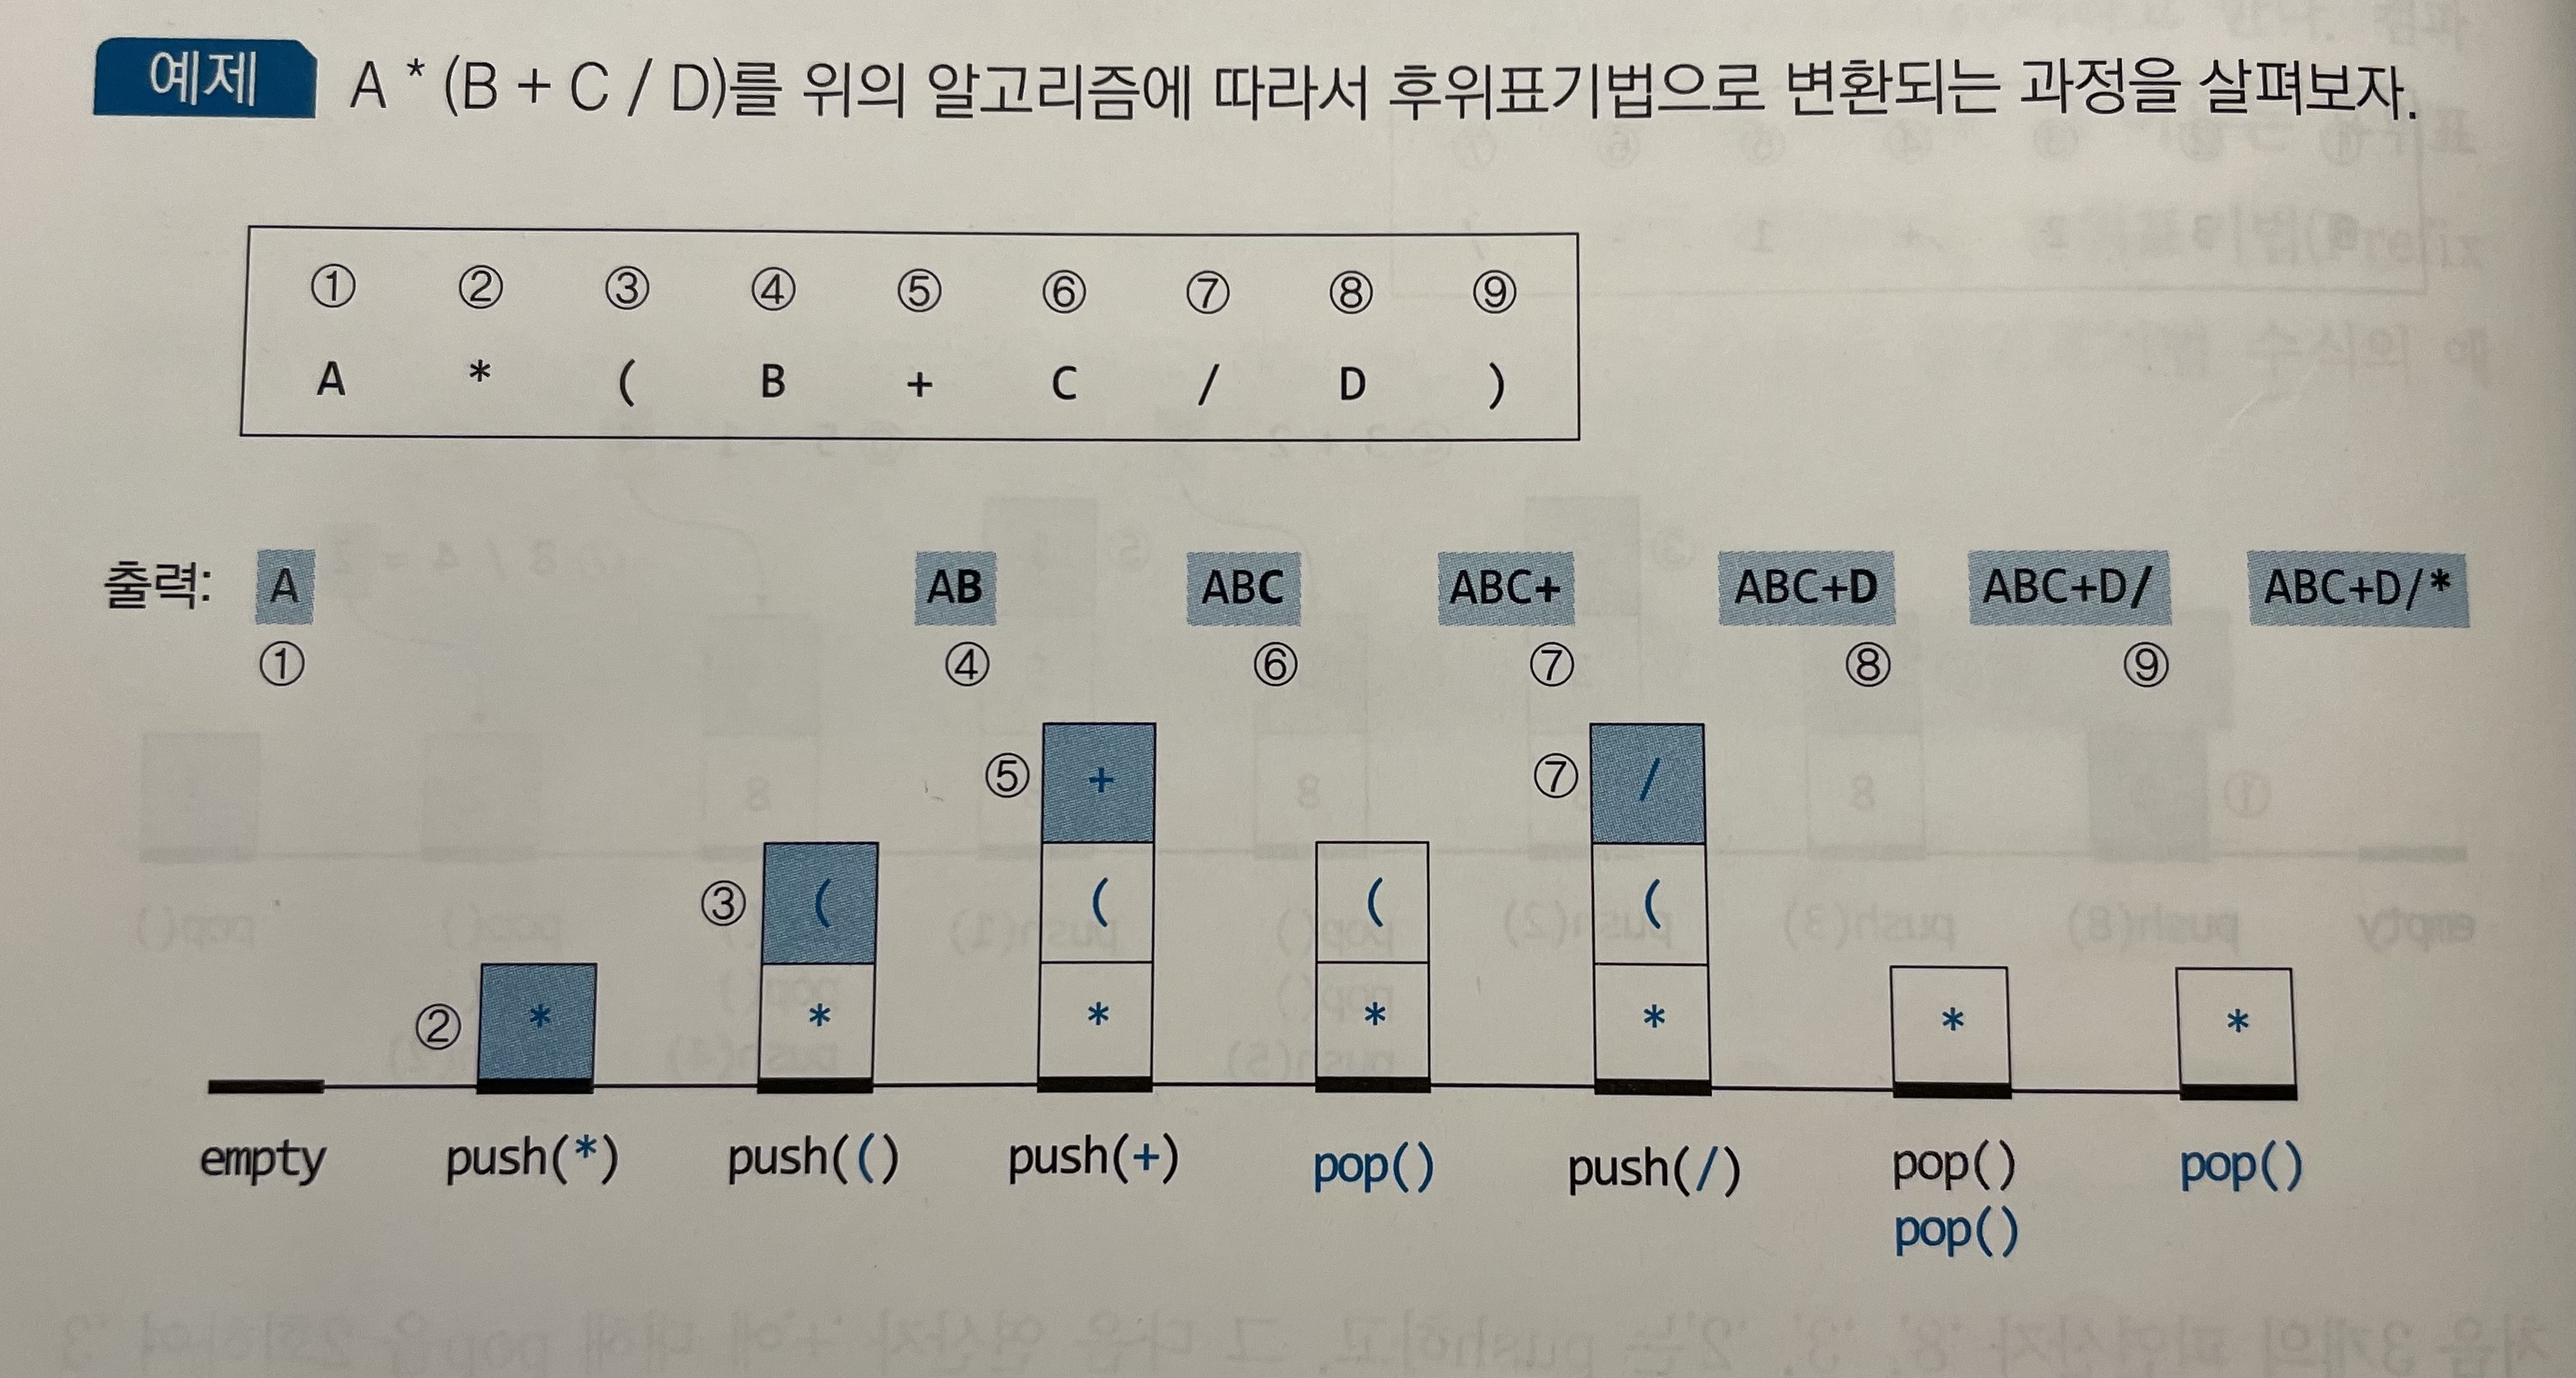 예제 A * (B + C / D)를 위의 알고리즘에 따라서 후위표기법으로 변환되는 과정을 살펴보자.
① ② ③ ④ ⑤ ⑥ ⑦ ⑧ ⑨
A * ( B + C / D )
출력: A AB ABC ABC+ ABC+D ABC+D/ ABC+D/*
① ④ ⑥ ⑦ ⑧ ⑨
⑤ + ⑦ /
③ ( ( ( (
② * * * * * * *
empty push(*) push(() push(+) pop() push(/) pop() pop()
pop()